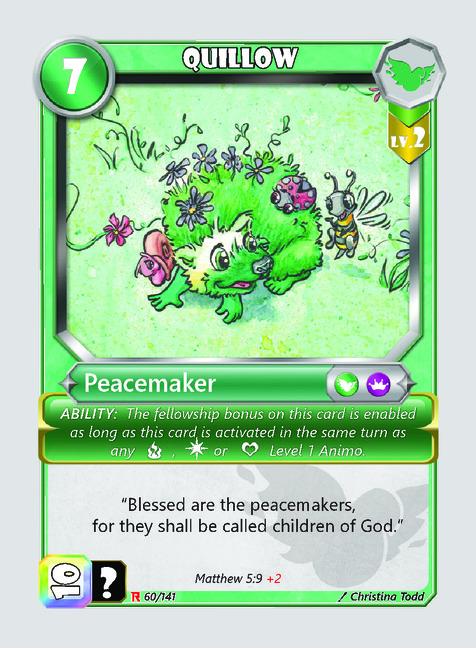 QUILLOW
7
LV.2
Peacemaker
ABILITY: The fellowship bonus on this card is enabled
as long as this card is activated in the same turn as
any , or Level 1 Animo.
“Blessed are the peacemakers,
for they shall be called children of God.”
Matthew 5:9 +2
10 ?
R 60/141
Christina Todd